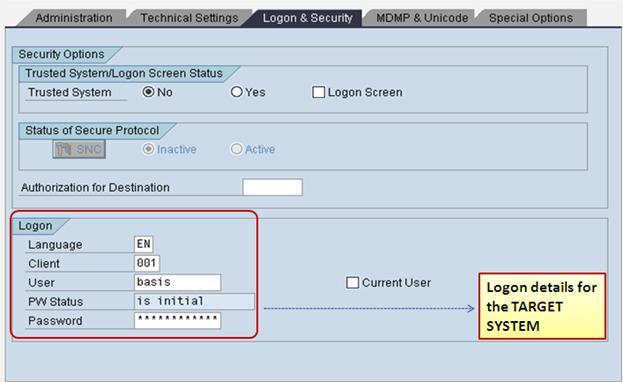 Administration Technical Settings Logon & Security MDMP & Unicode Special Options
Security Options
Trusted System/Logon Screen Status
Trusted System No Yes Logon Screen
Status of Secure Protocol
SNC Inactive Active
Authorization for Destination
Logon
Language EN
Client 001
User basis
Current User
PW Status is initial
Password ************
Logon details for
the TARGET
SYSTEM